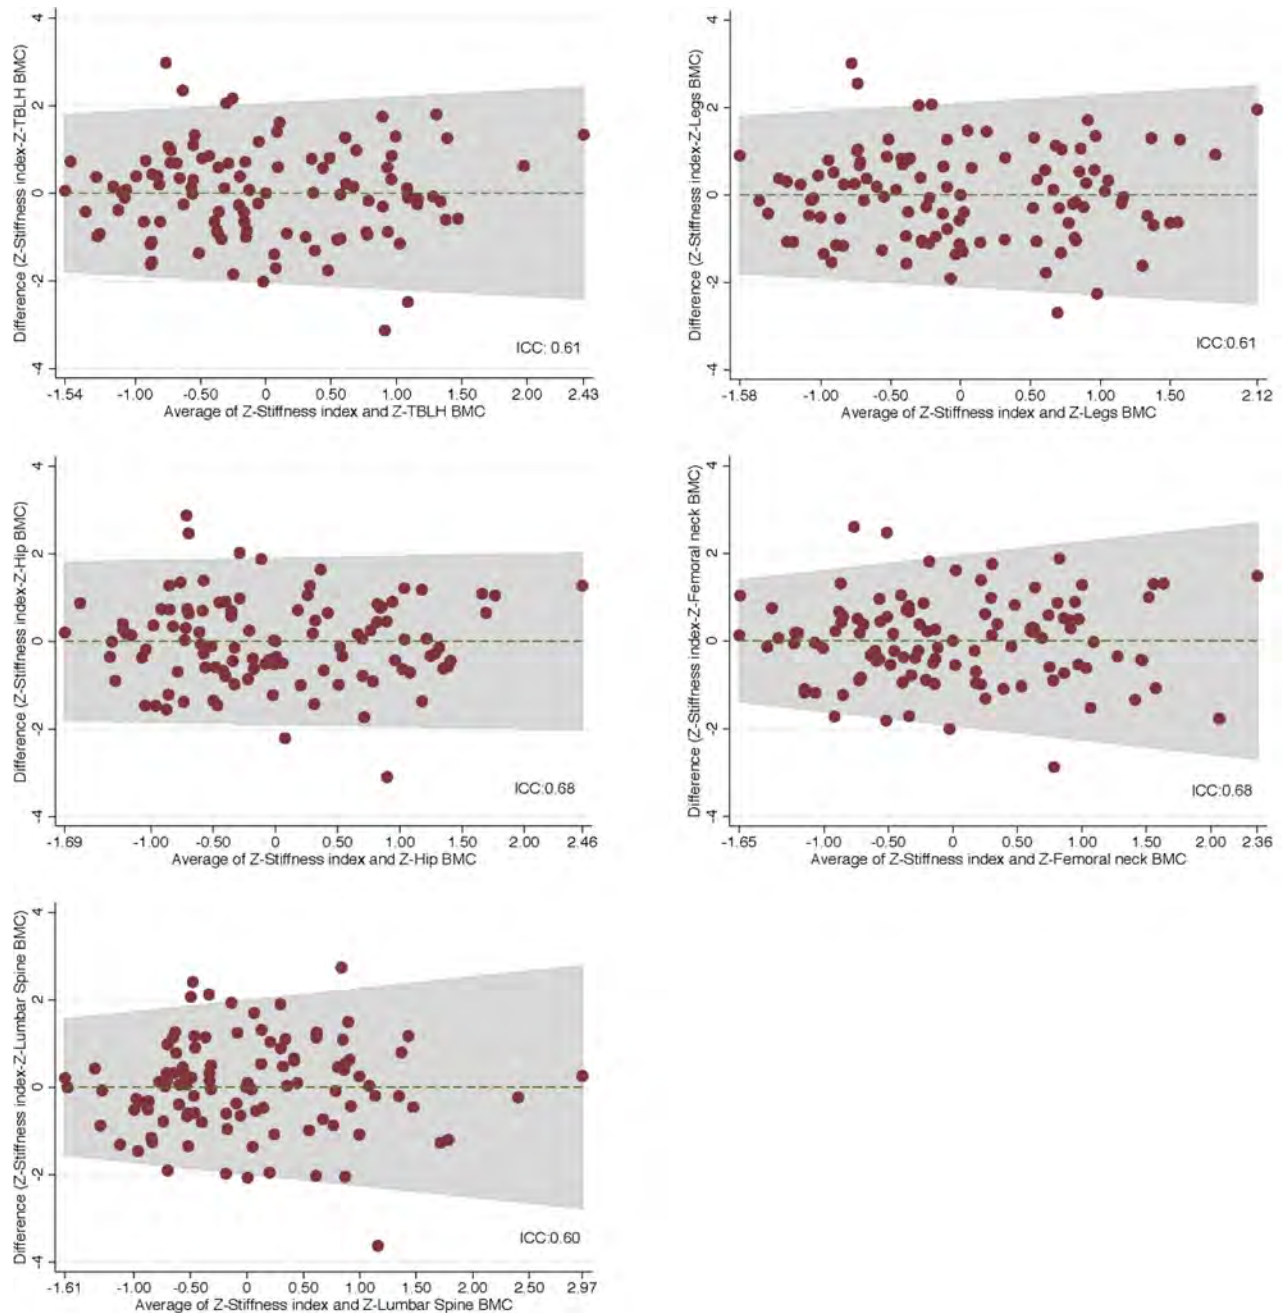 Difference (Z-Stiffness index-Z-TBLH BMC)
4
2
0
-2
-4
ICC: 0.61
-1.54 -1.00 -0.50 0 0.50 1.00 1.50 2.00 2.43
Average of Z-Stiffness index and Z-TBLH BMC
Difference (Z-Stiffness index-Z-Legs BMC)
4
2
0
-2
-4
ICC:0.61
-1.58 -1.00 -0.50 0 0.50 1.00 1.50 2.12
Average of Z-Stiffness index and Z-Legs BMC
Difference (Z-Stiffness index-Z-Hip BMC)
4
2
0
-2
-4
ICC:0.68
-1.69 -1.00 -0.50 0 0.50 1.00 1.50 2.46
Average of Z-Stiffness index and Z-Hip BMC
Difference (Z-Stiffness index-Z-Femoral neck BMC)
4
2
0
-2
-4
ICC:0.68
-1.65 -1.00 -0.50 0 0.50 1.00 1.50 2.00 2.36
Average of Z-Stiffness index and Z-Femoral neck BMC
Difference (Z-Stiffness index-Z-Lumbar Spine BMC)
4
2
0
-2
-4
ICC:0.60
-1.61 -1.00 -0.50 0 0.50 1.00 1.50 2.00 2.50 2.97
Average of Z-Stiffness index and Z-Lumbar Spine BMC